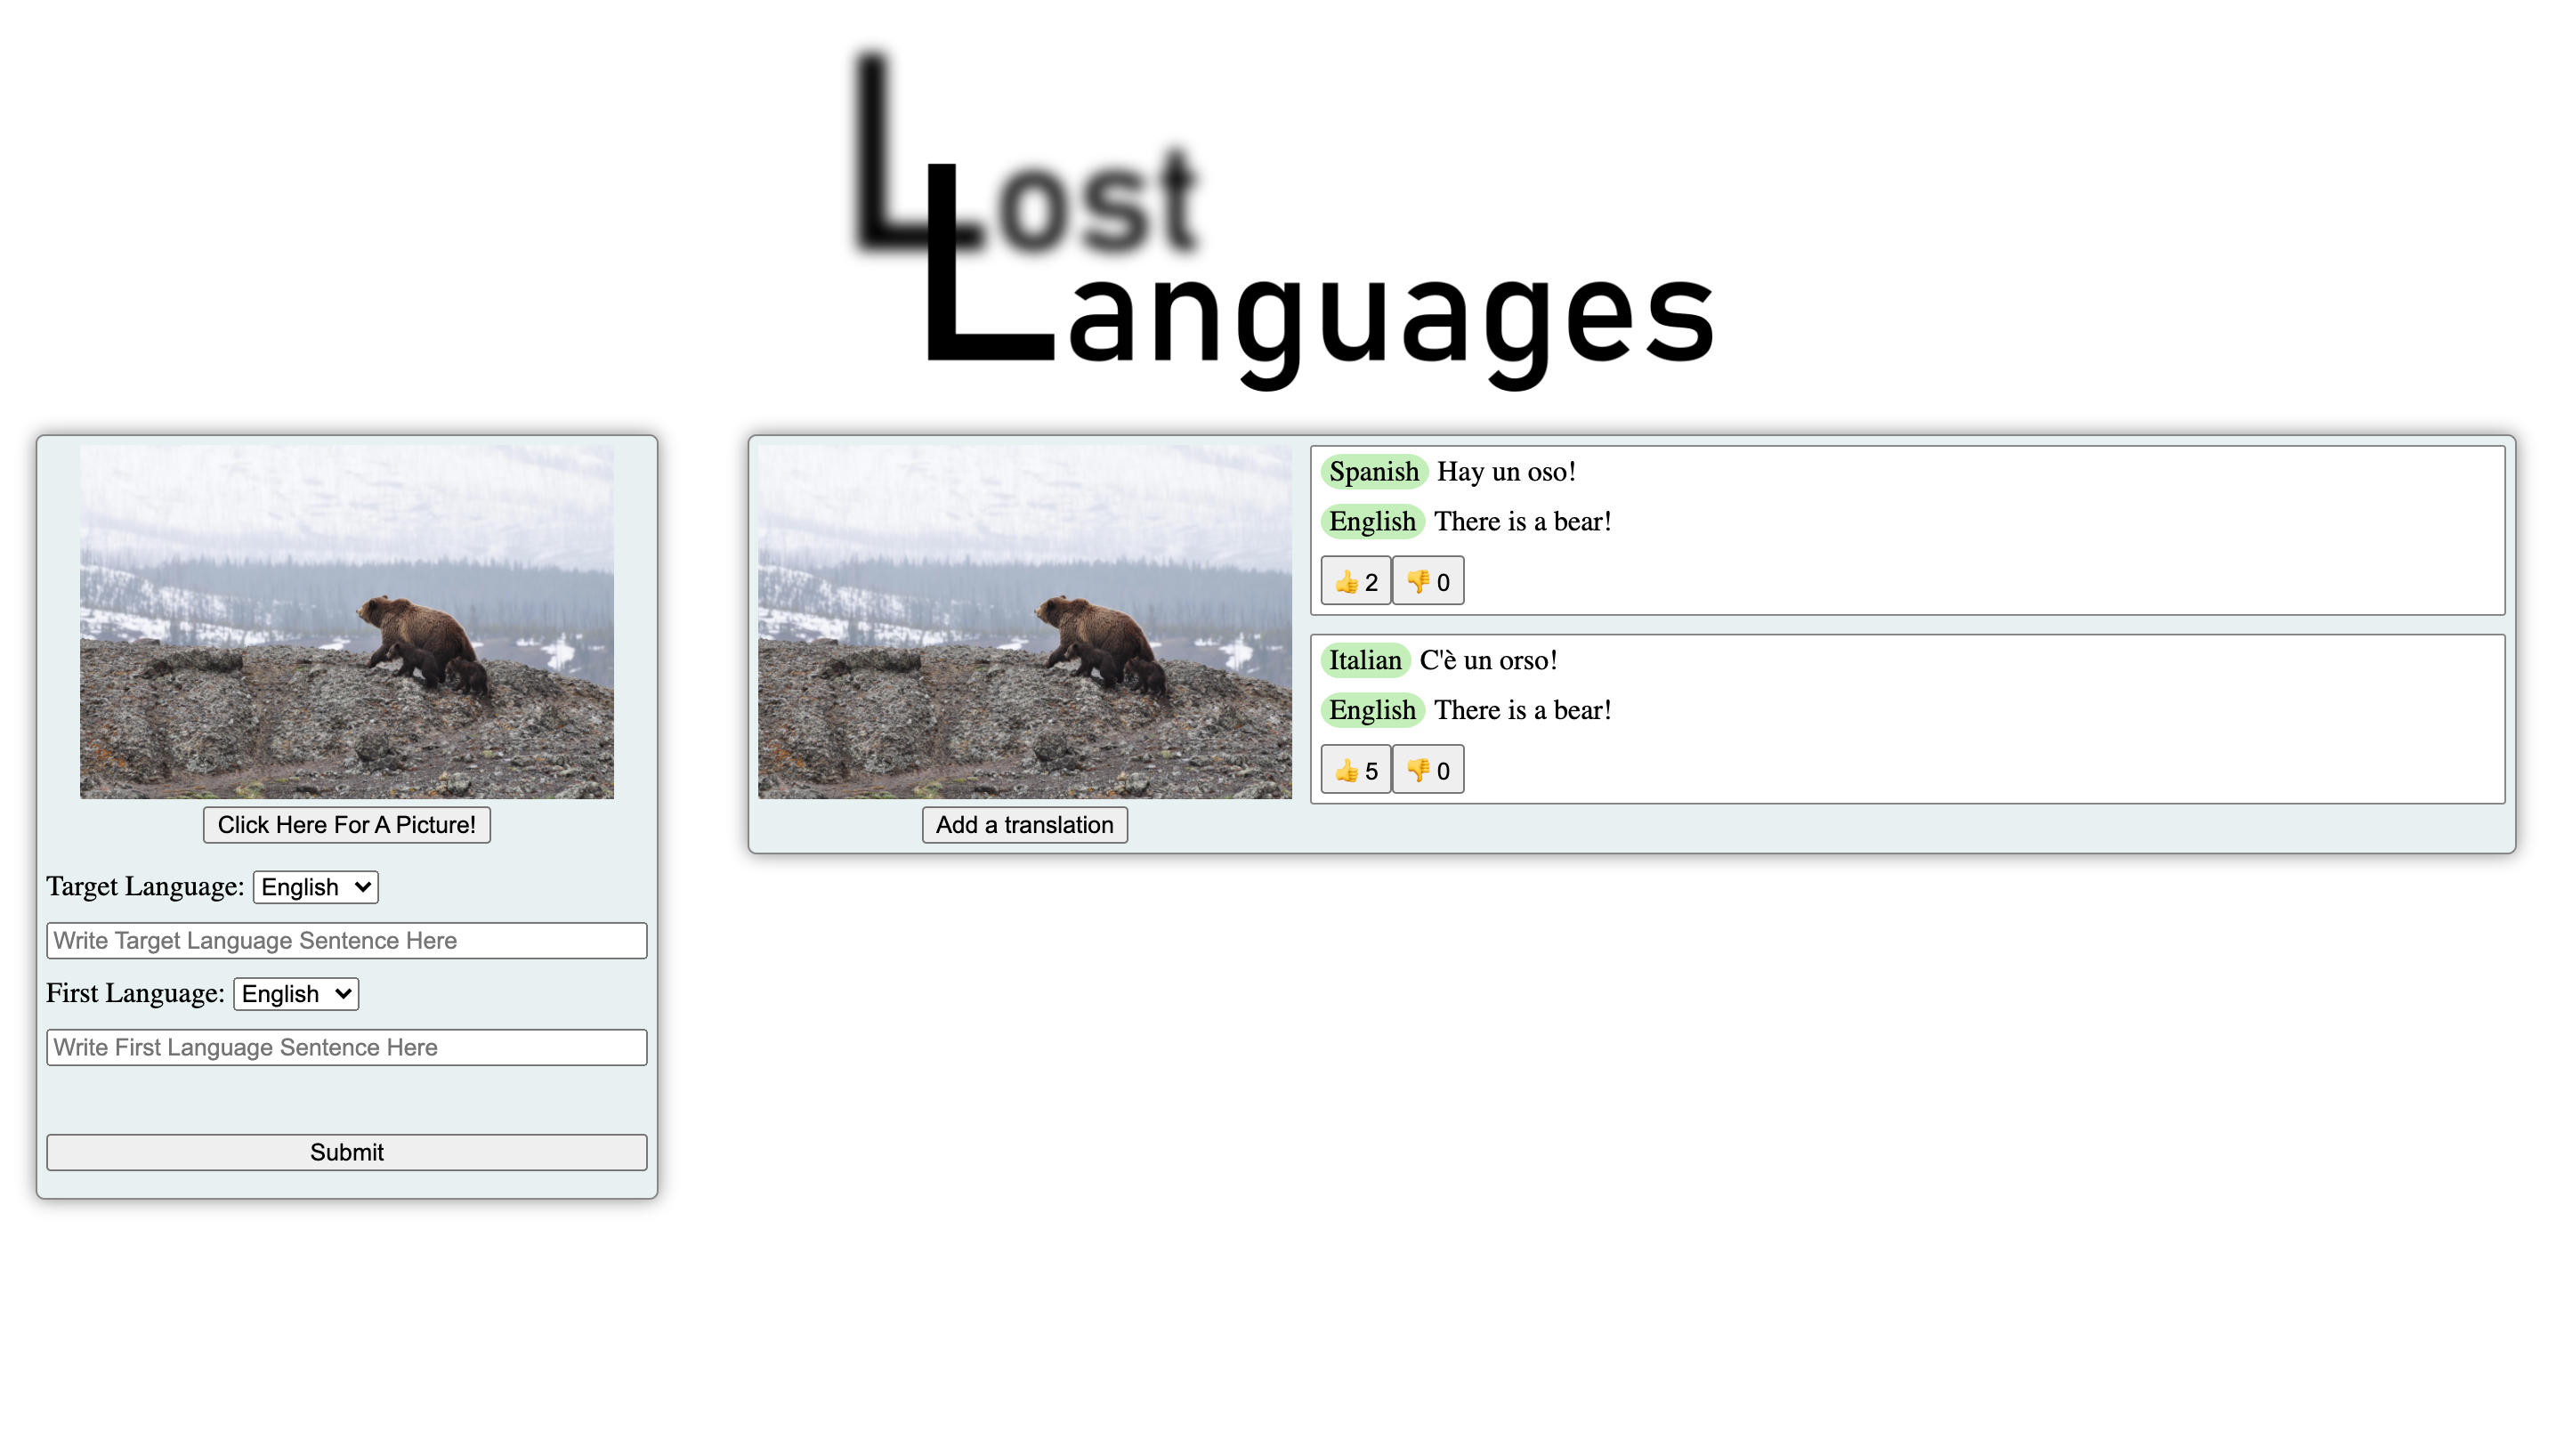 Lost
Languages
Click Here For A Picture!
Target Language: English
Write Target Language Sentence Here
First Language: English
Write First Language Sentence Here
Submit
Add a translation
Spanish Hay un oso!
English There is a bear!
👍 2 👎 0
Italian C'è un orso!
English There is a bear!
👍 5 👎 0